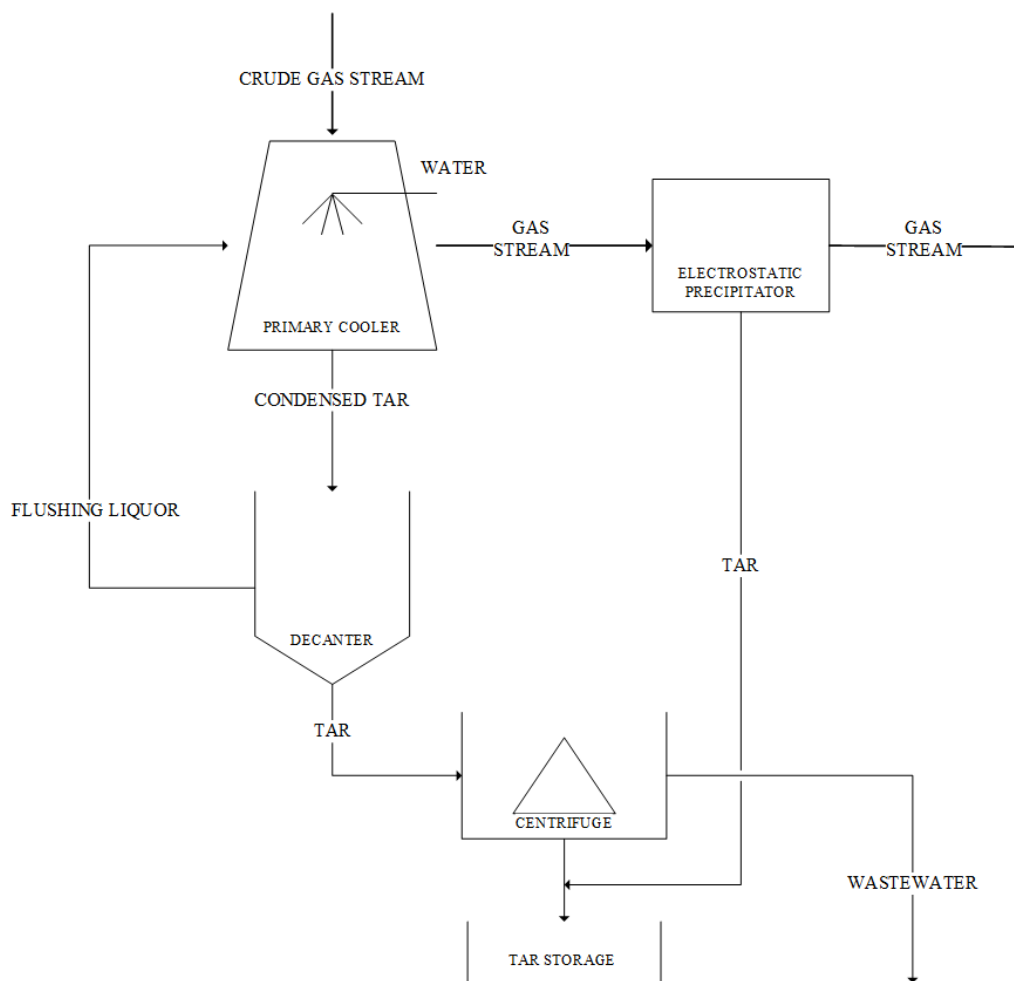 CRUDE GAS STREAM
WATER
GAS
STREAM
GAS
STREAM
ELECTROSTATIC
PRECIPITATOR
PRIMARY COOLER
CONDENSED TAR
FLUSHING LIQUOR
TAR
DECANTER
TAR
CENTRIFUGE
WASTEWATER
TAR STORAGE